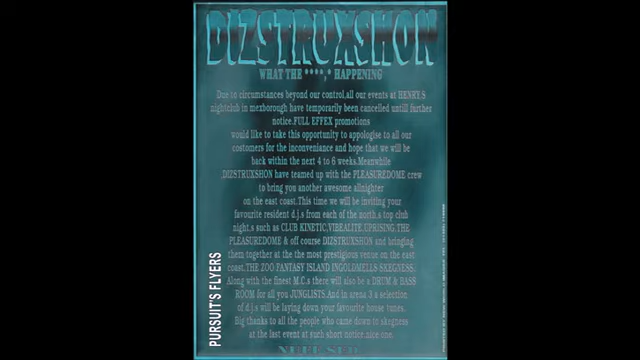 DIZSTRUXSHON
WHAT THE ****,* HAPPENING
Due to circumstances beyond our control,all our events at HENRY,S
nightclub in mexborough have temporarily been cancelled untill further
notice.FULL EFFEX promotions
would like to take this opportunity to appologise to all our
costomers for the inconveniance and hope that we will be
back within the next 4 to 6 weeks.Meanwhile
,DIZSTRUXSHON have teamed up with the PLEASUREDOME crew
to bring you another awesome allnighter
on the east coast.This time we will be inviting your
favourite resident d.j.s from each of the north,s top club
night,s such as CLUB KINETIC,VIBEALITE,UPRISING,THE
PLEASUREDOME & off course DIZSTRUXSHON and bringing
them together at the the most prestigious venue on the east
coast,THE ZOO FANTASY ISLAND INGOLDMELLS SKEGNESS.
Along with the finest M.C.s there will also be a DRUM & BASS
ROOM for all you JUNGLISTS.And in arena 3 a selection
of d.j.s will be laying down your favourite house tunes.
Big thanks to all the people who came down to skegness
at the last event at such short notice,nice one.
PURSUIT'S FLYERS